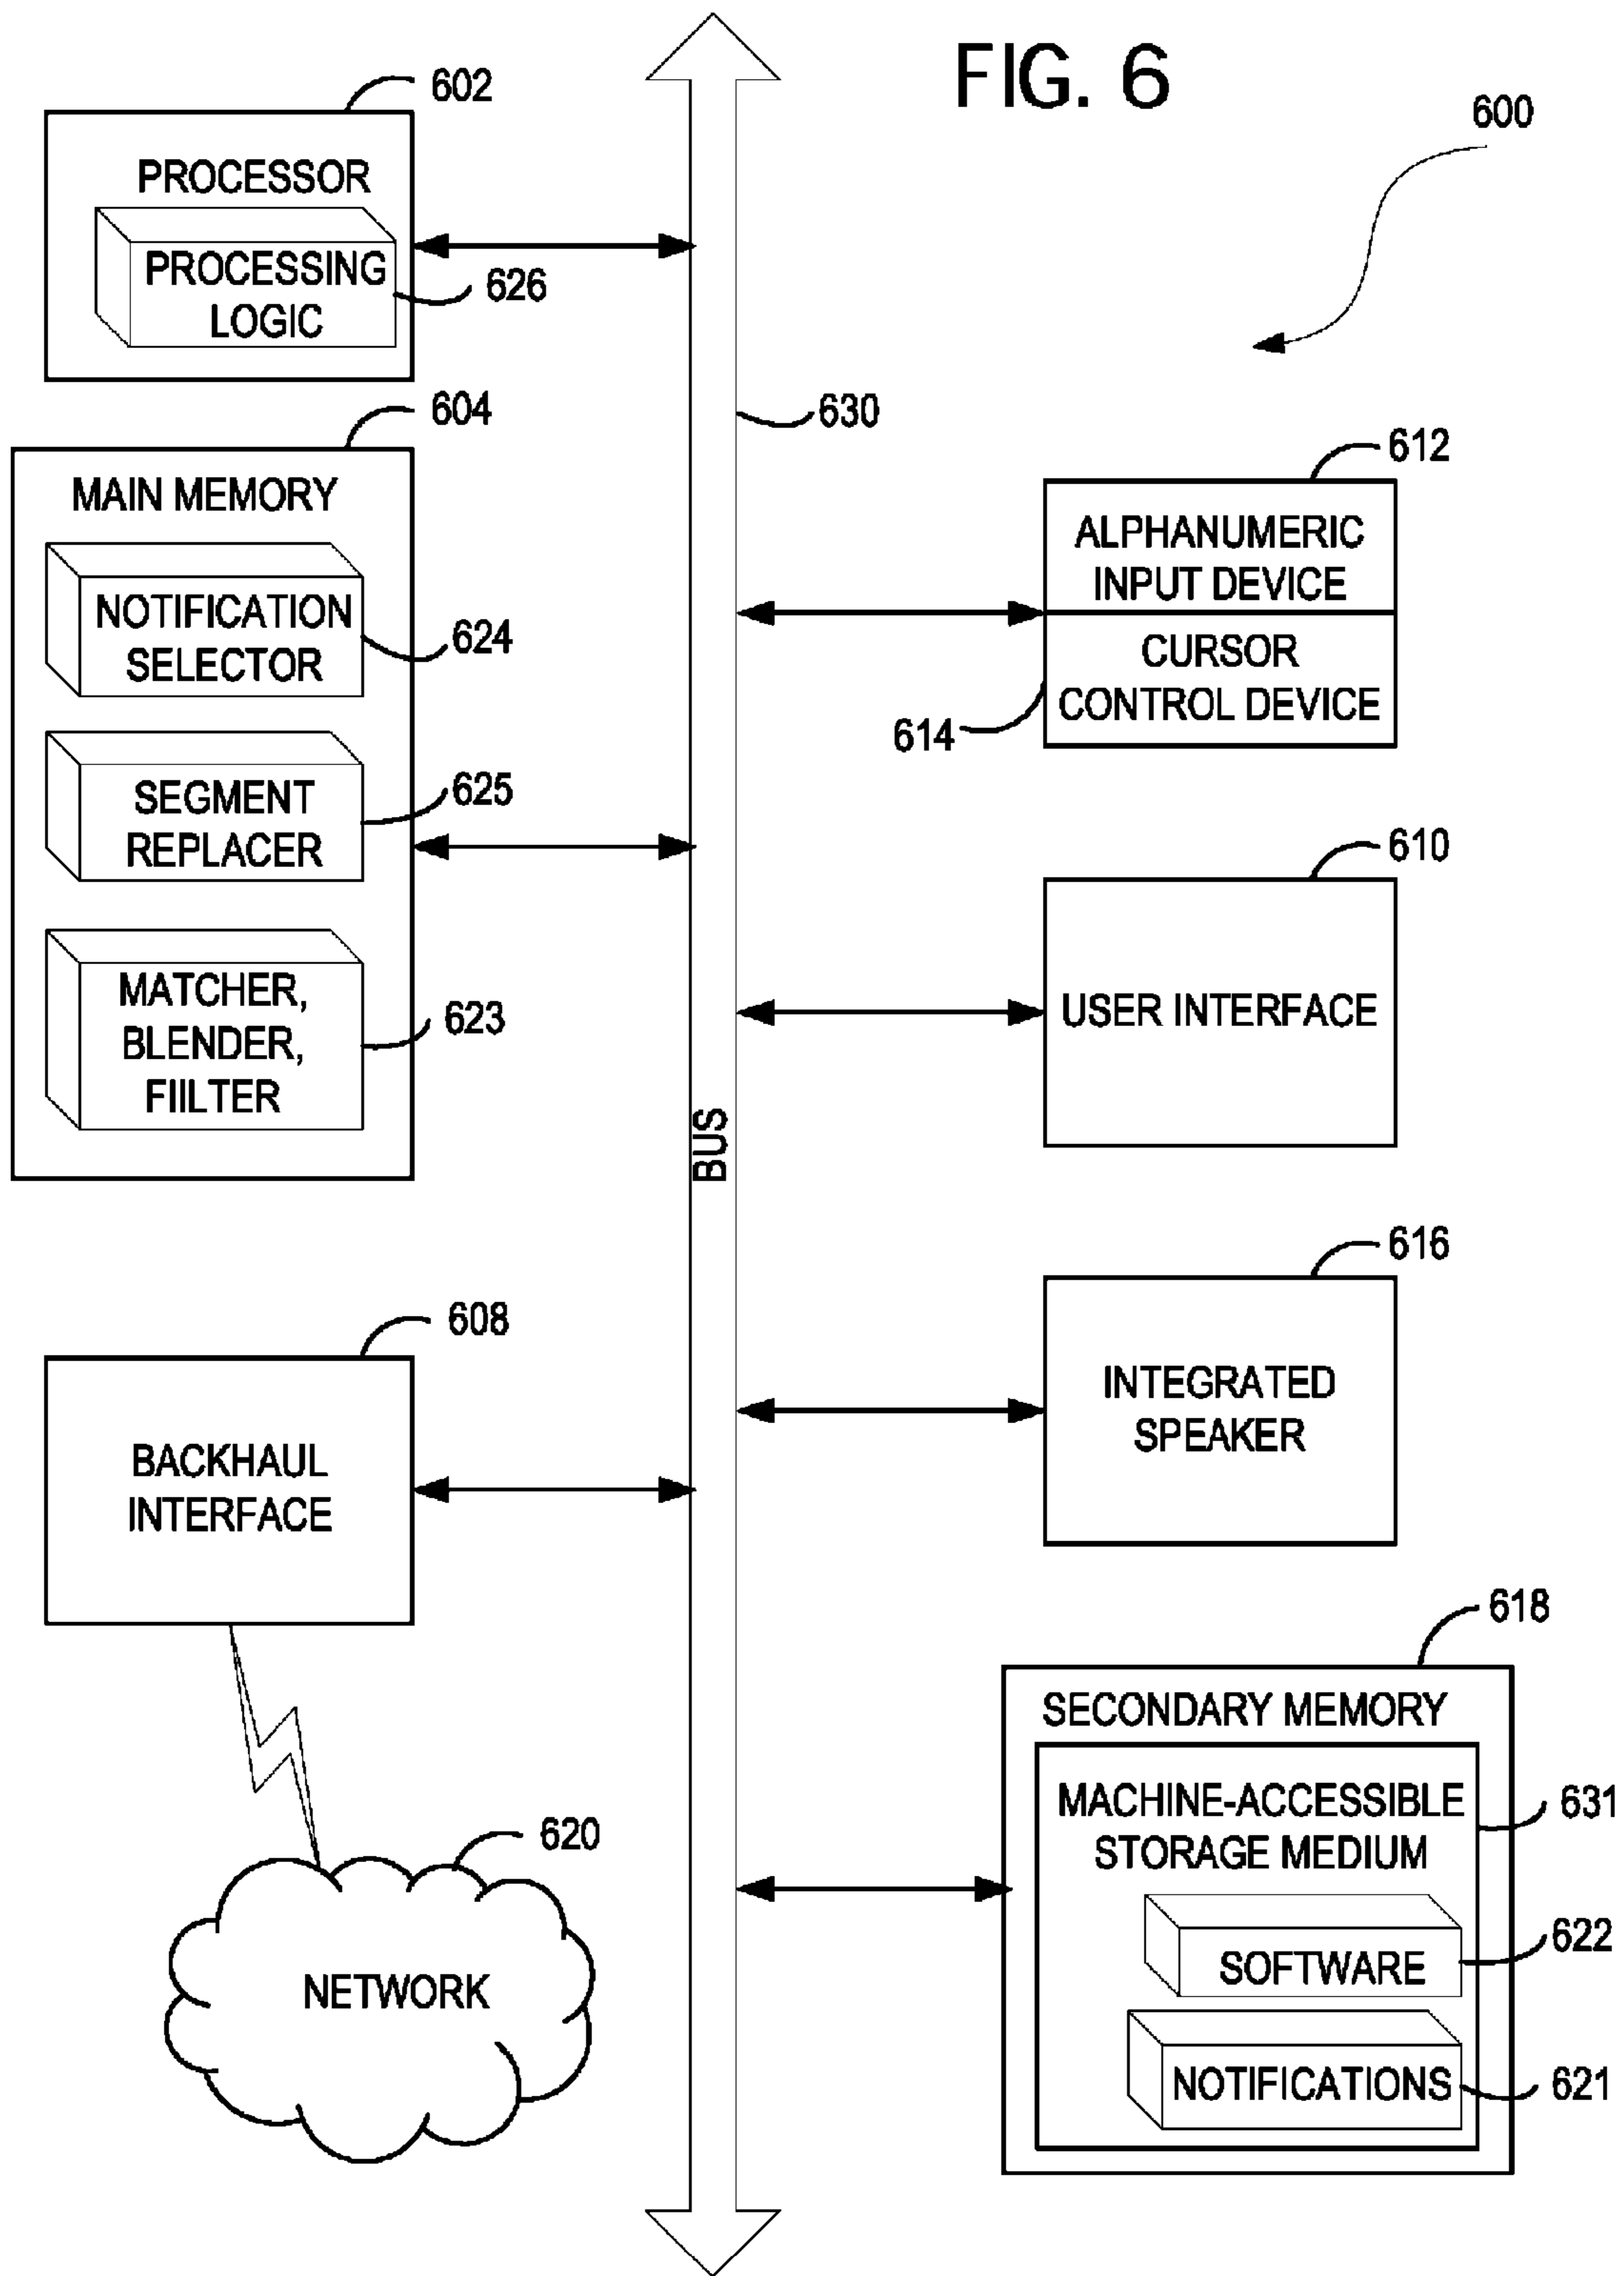 FIG. 6
600
602
PROCESSOR
PROCESSING
LOGIC
626
604
MAIN MEMORY
NOTIFICATION
SELECTOR
624
SEGMENT
REPLACER
625
MATCHER,
BLENDER,
FIILTER
623
608
BACKHAUL
INTERFACE
620
NETWORK
BUS
630
612
ALPHANUMERIC
INPUT DEVICE
CURSOR
CONTROL DEVICE
614
610
USER INTERFACE
616
INTEGRATED
SPEAKER
618
SECONDARY MEMORY
MACHINE-ACCESSIBLE
STORAGE MEDIUM
631
SOFTWARE
622
NOTIFICATIONS
621